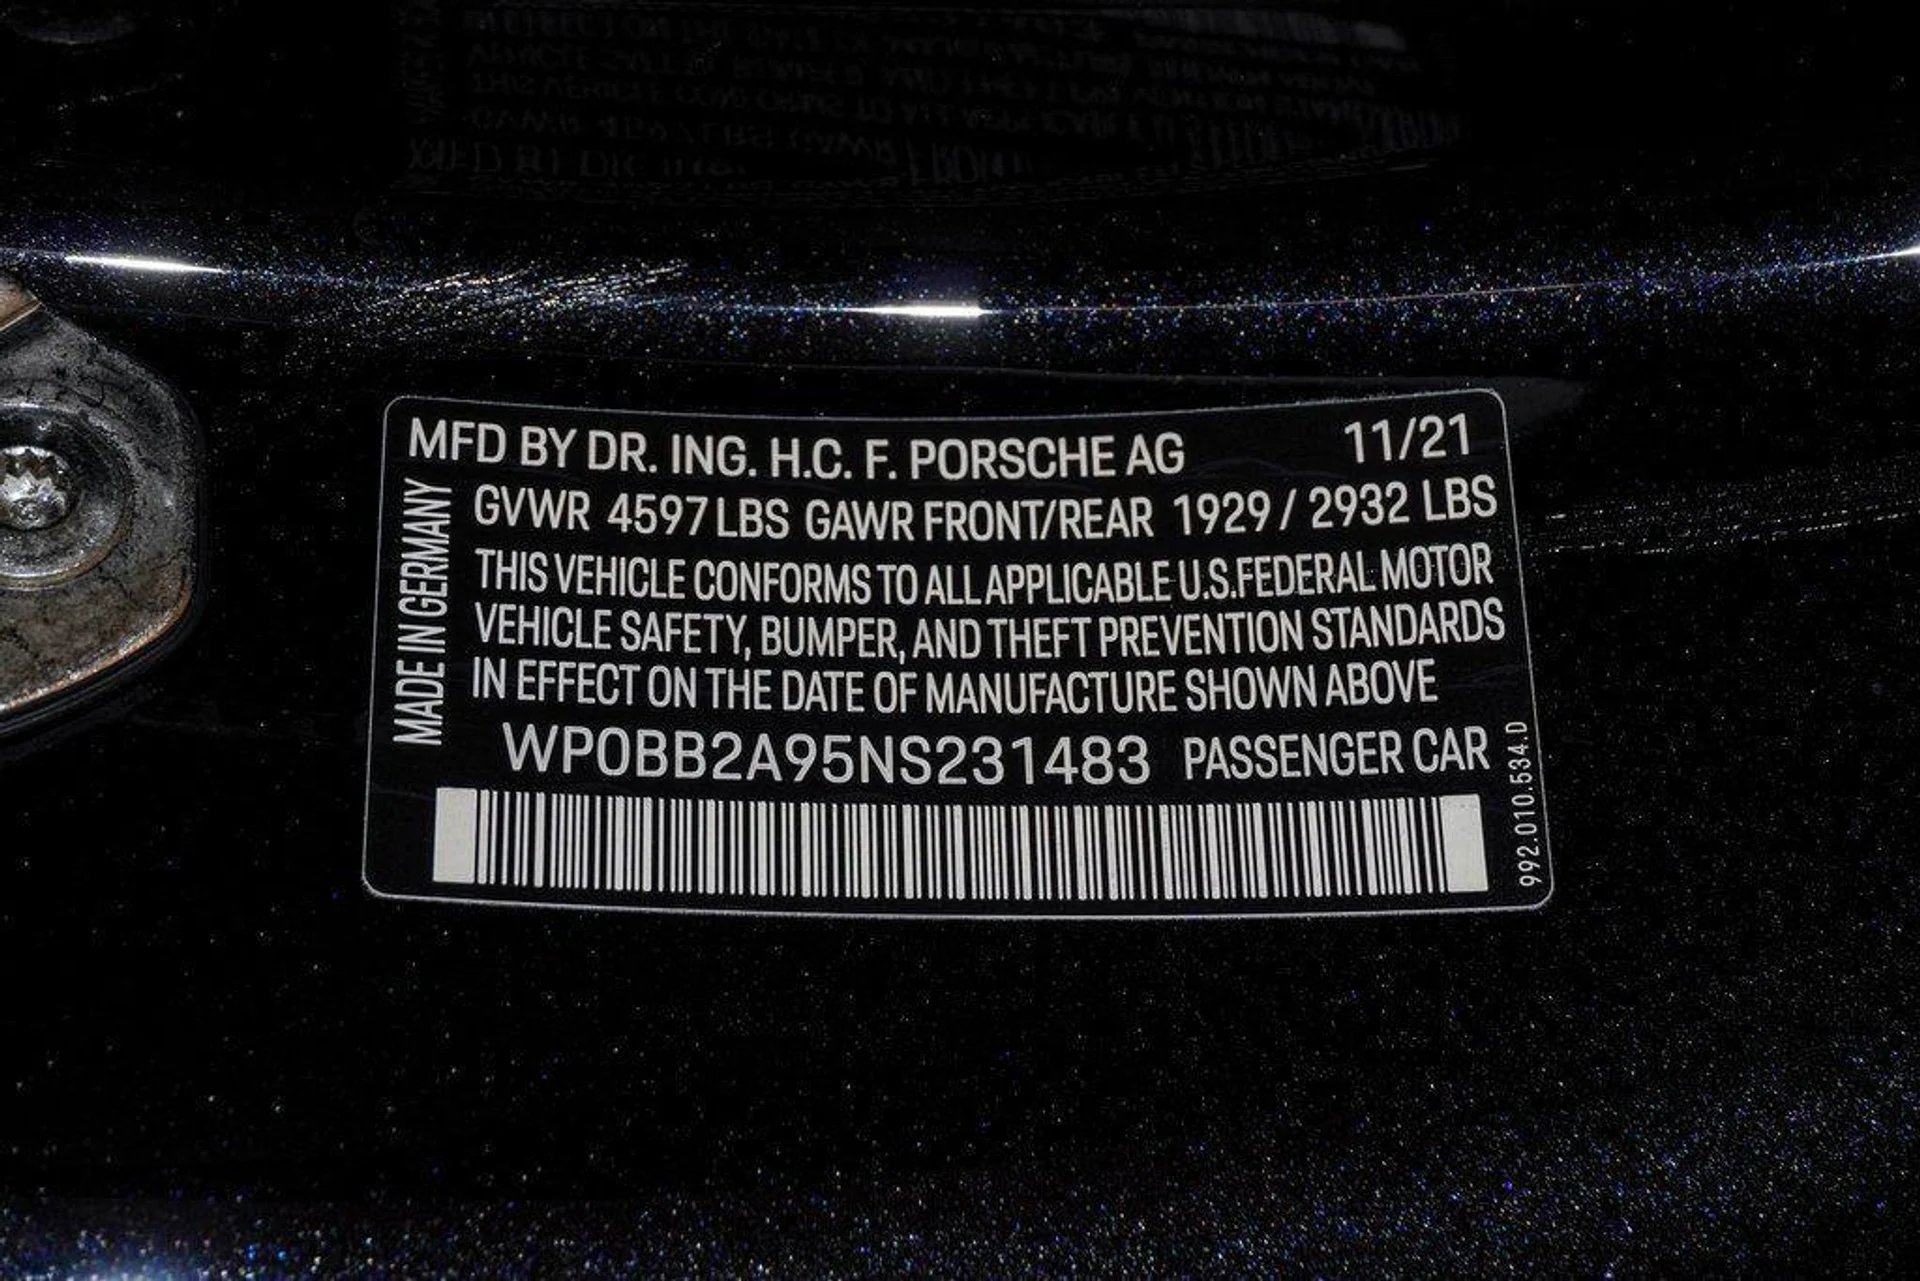 MFD BY DR. ING. H.C. F. PORSCHE AG 11/21
GVWR 4597 LBS GAWR FRONT/REAR 1929 / 2932 LBS
THIS VEHICLE CONFORMS TO ALL APPLICABLE U.S.FEDERAL MOTOR
VEHICLE SAFETY, BUMPER, AND THEFT PREVENTION STANDARDS
IN EFFECT ON THE DATE OF MANUFACTURE SHOWN ABOVE
WP0BB2A95NS231483 PASSENGER CAR
MADE IN GERMANY
992.010.534.D